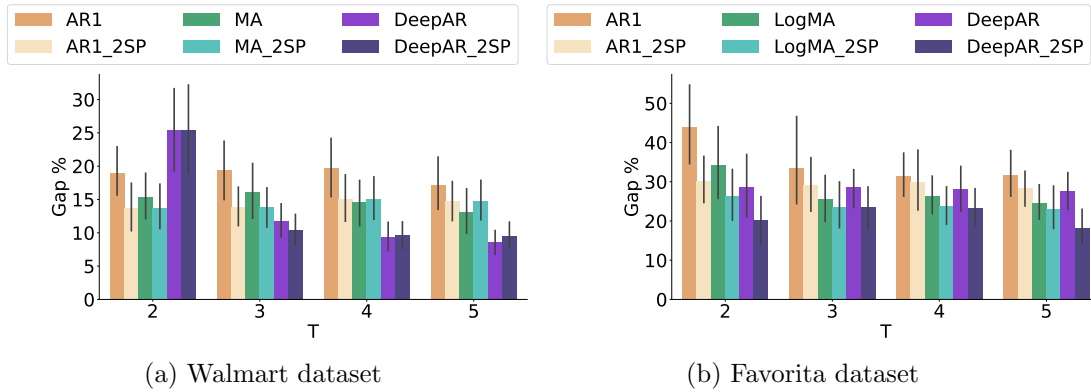 AR1 MA DeepAR
AR1_2SP MA_2SP DeepAR_2SP
Gap %
30
25
20
15
10
5
0
2 3 4 5
T
(a) Walmart dataset
AR1 LogMA DeepAR
AR1_2SP LogMA_2SP DeepAR_2SP
Gap %
50
40
30
20
10
0
2 3 4 5
T
(b) Favorita dataset